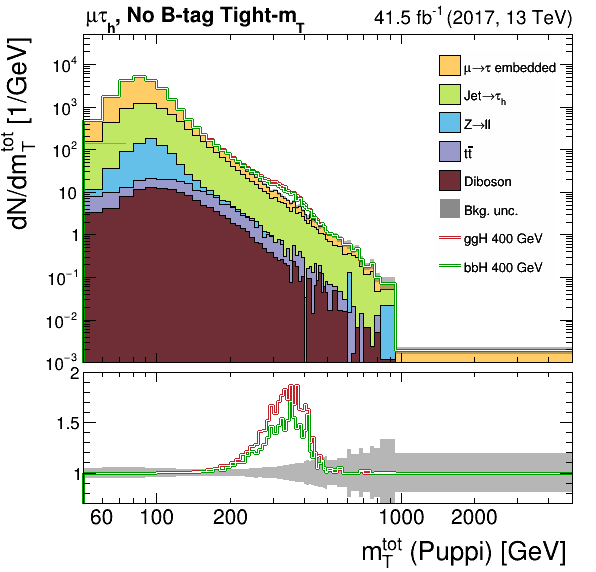 μτh, No B-tag Tight-mT
41.5 fb⁻¹ (2017, 13 TeV)
dN/dmTtot [1/GeV]
10⁴
10³
10²
10
1
10⁻¹
10⁻²
10⁻³
μ→τ embedded
Jet→τh
Z→ll
tt̄
Diboson
Bkg. unc.
ggH 400 GeV
bbH 400 GeV
2
1.5
1
60 100 200 1000 2000
mTtot (Puppi) [GeV]